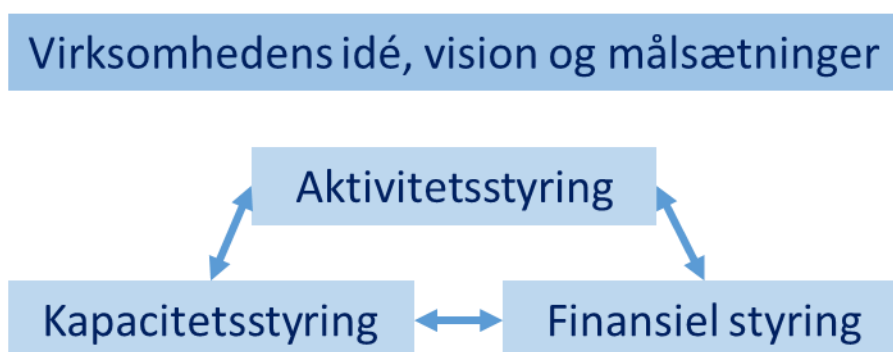 Virksomhedens idé, vision og målsætninger
Aktivitetsstyring
Kapacitetsstyring
Finansiel styring